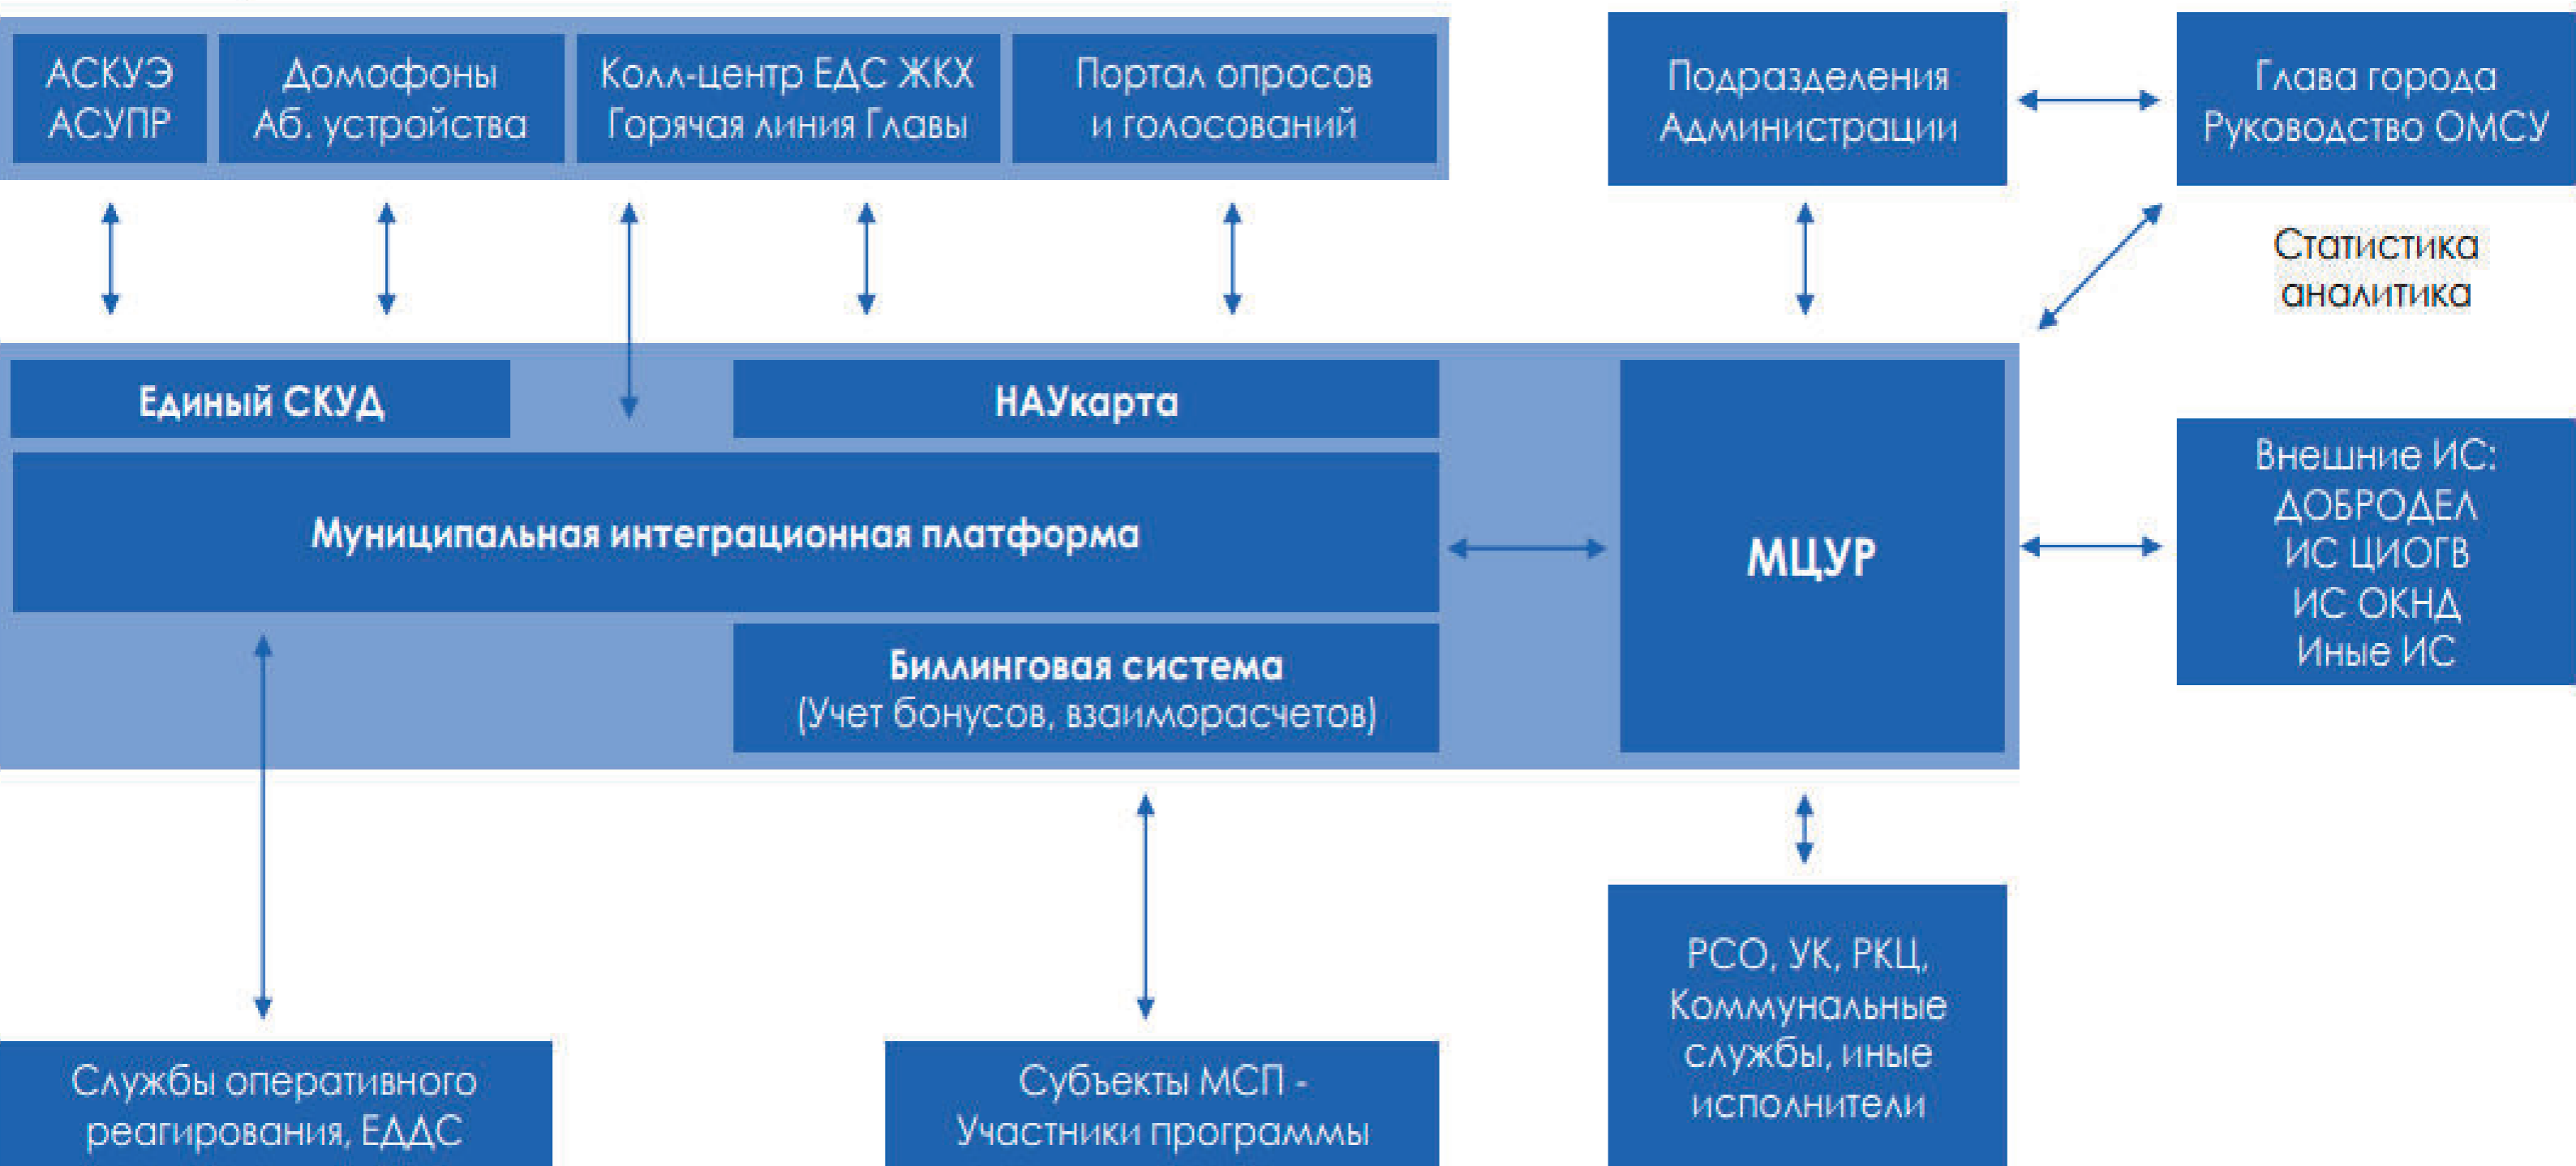 АСКУЭ
АСУПР
Домофоны
Аб. устройства
Колл-центр ЕДС ЖКХ
Горячая линия Главы
Портал опросов
и голосований
Подразделения
Администрации
Глава города
Руководство ОМСУ
Статистика
аналитика
Единый СКУД
НАУкарта
Муниципальная интеграционная платформа
Биллинговая система
(Учет бонусов, взаиморасчетов)
МЦУР
Внешние ИС:
ДОБРОДЕЛ
ИС ЦИОГВ
ИС ОКНД
Иные ИС
Службы оперативного
реагирования, ЕДДС
Субъекты МСП -
Участники программы
РСО, УК, РКЦ,
Коммунальные
службы, иные
исполнители